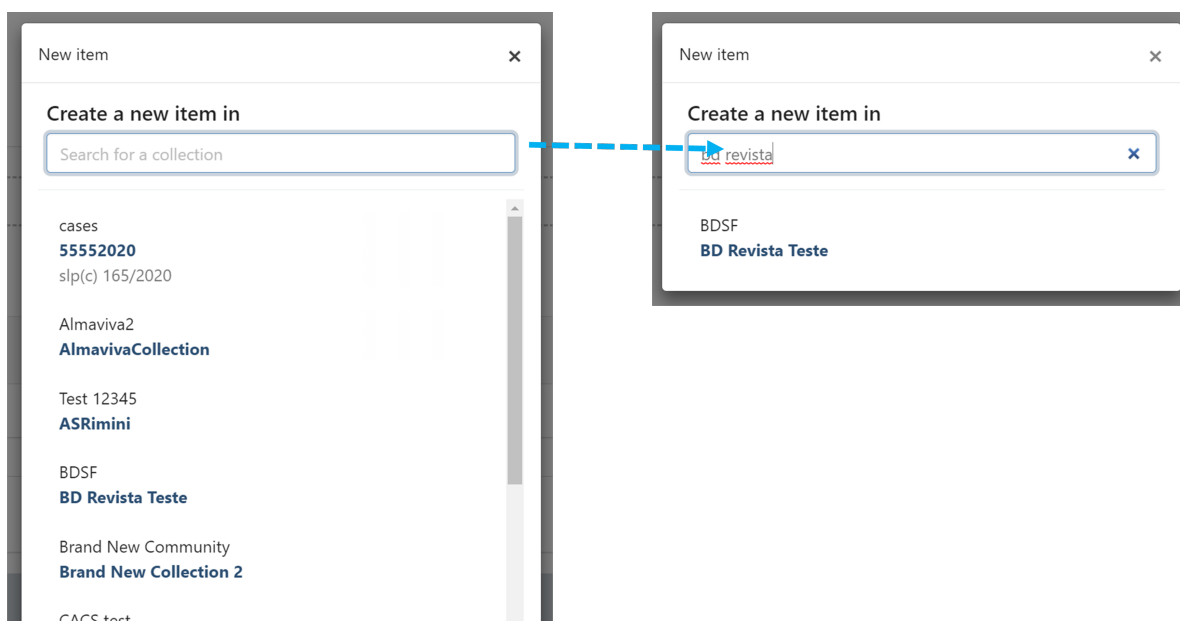 New item
Create a new item in
Search for a collection
cases
55552020
slp(c) 165/2020
Almaviva2
AlmavivaCollection
Test 12345
ASRimini
BDSF
BD Revista Teste
Brand New Community
Brand New Collection 2
CACS test
New item
Create a new item in
bd revista
BDSF
BD Revista Teste